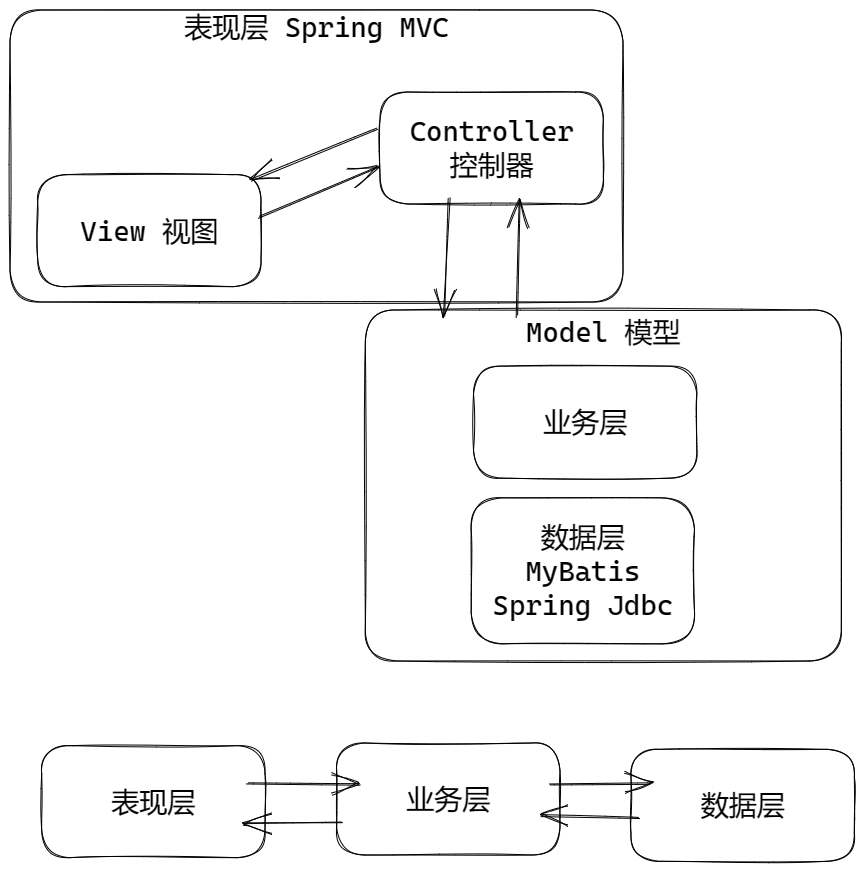 表现层 Spring MVC
Controller
控制器
View 视图
Model 模型
业务层
数据层
MyBatis
Spring Jdbc
表现层
业务层
数据层